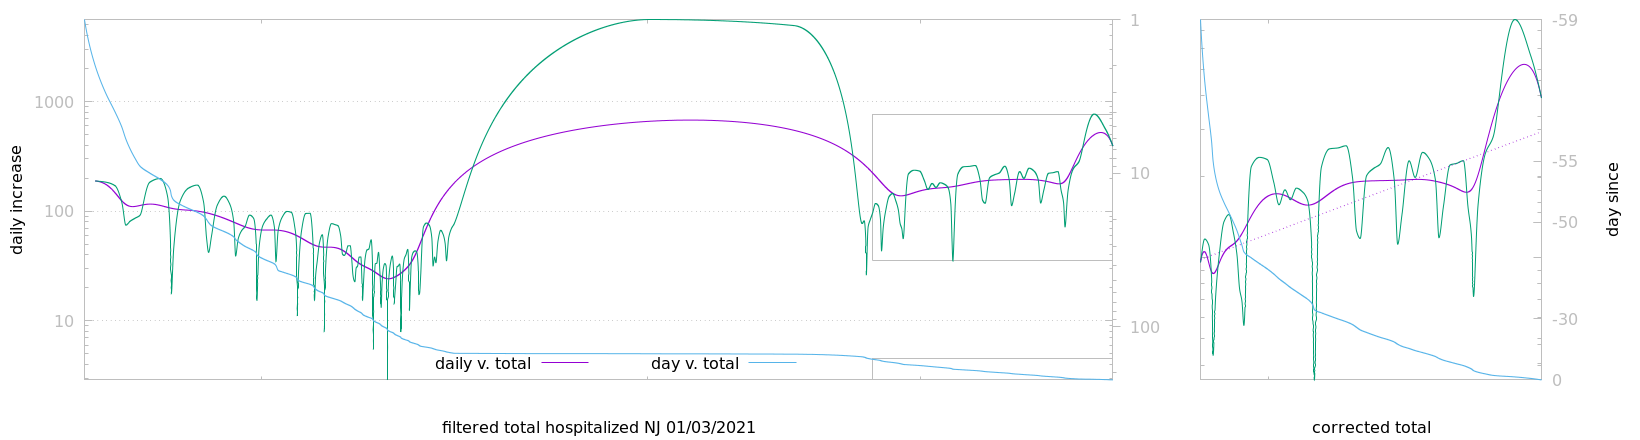 1000
100
10
daily increase
daily v. total
day v. total
1
10
100
filtered total hospitalized NJ 01/03/2021
-59
-55
-50
-30
0
day since
corrected total